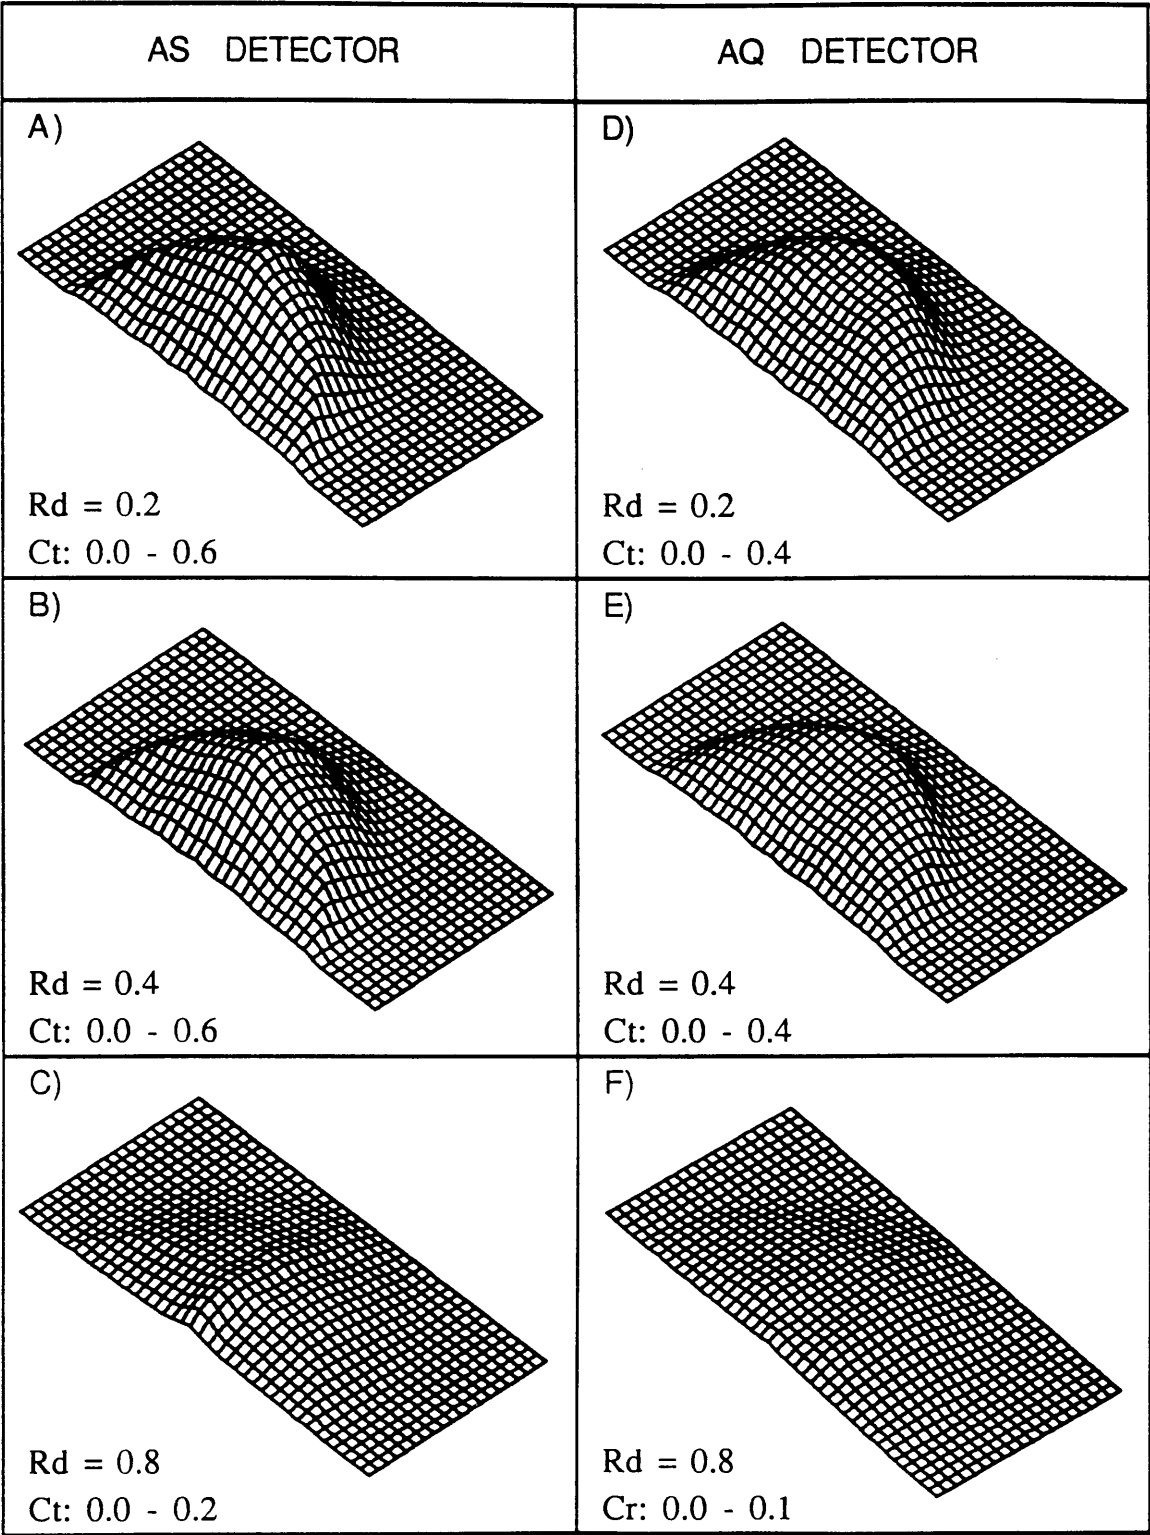 AS DETECTOR
AQ DETECTOR
A)
Rd = 0.2
Ct: 0.0 - 0.6
D)
Rd = 0.2
Ct: 0.0 - 0.4
B)
Rd = 0.4
Ct: 0.0 - 0.6
E)
Rd = 0.4
Ct: 0.0 - 0.4
C)
Rd = 0.8
Ct: 0.0 - 0.2
F)
Rd = 0.8
Cr: 0.0 - 0.1